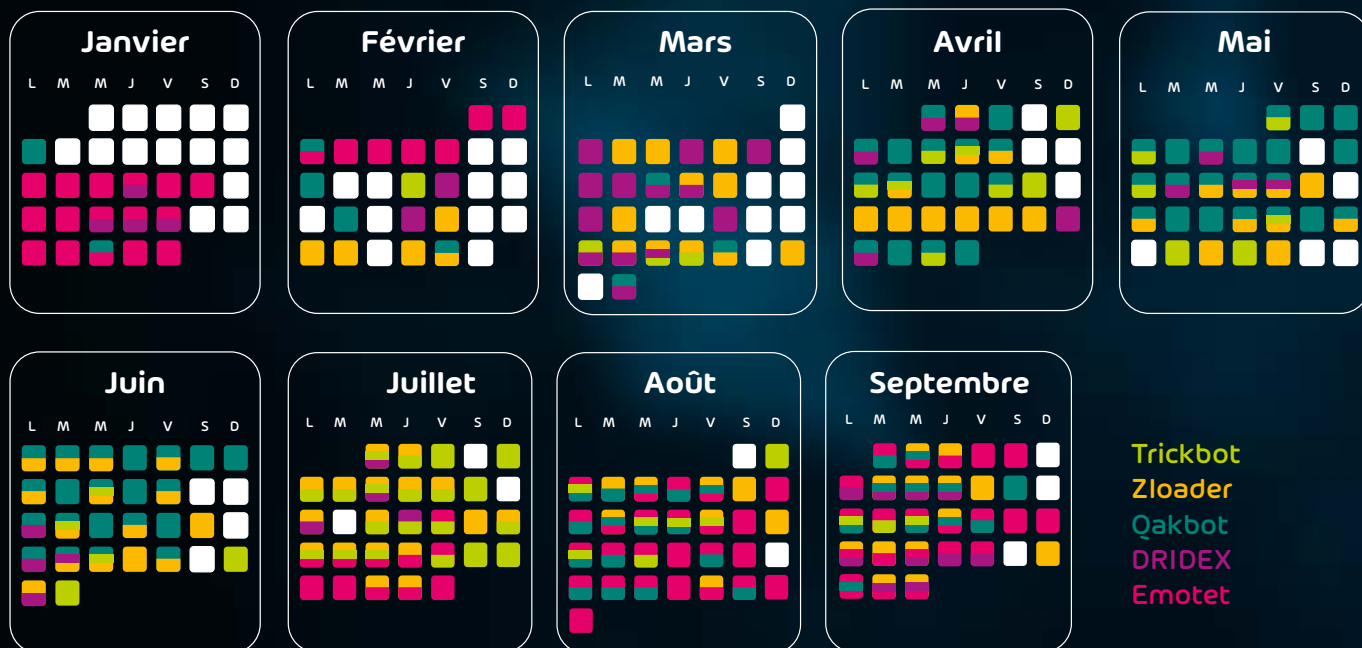 Janvier
L M M J V S D
Février
L M M J V S D
Mars
L M M J V S D
Avril
L M M J V S D
Mai
L M M J V S D
Juin
L M M J V S D
Juillet
L M M J V S D
Août
L M M J V S D
Septembre
L M M J V S D
Trickbot
Zloader
Qakbot
DRIDEX
Emotet